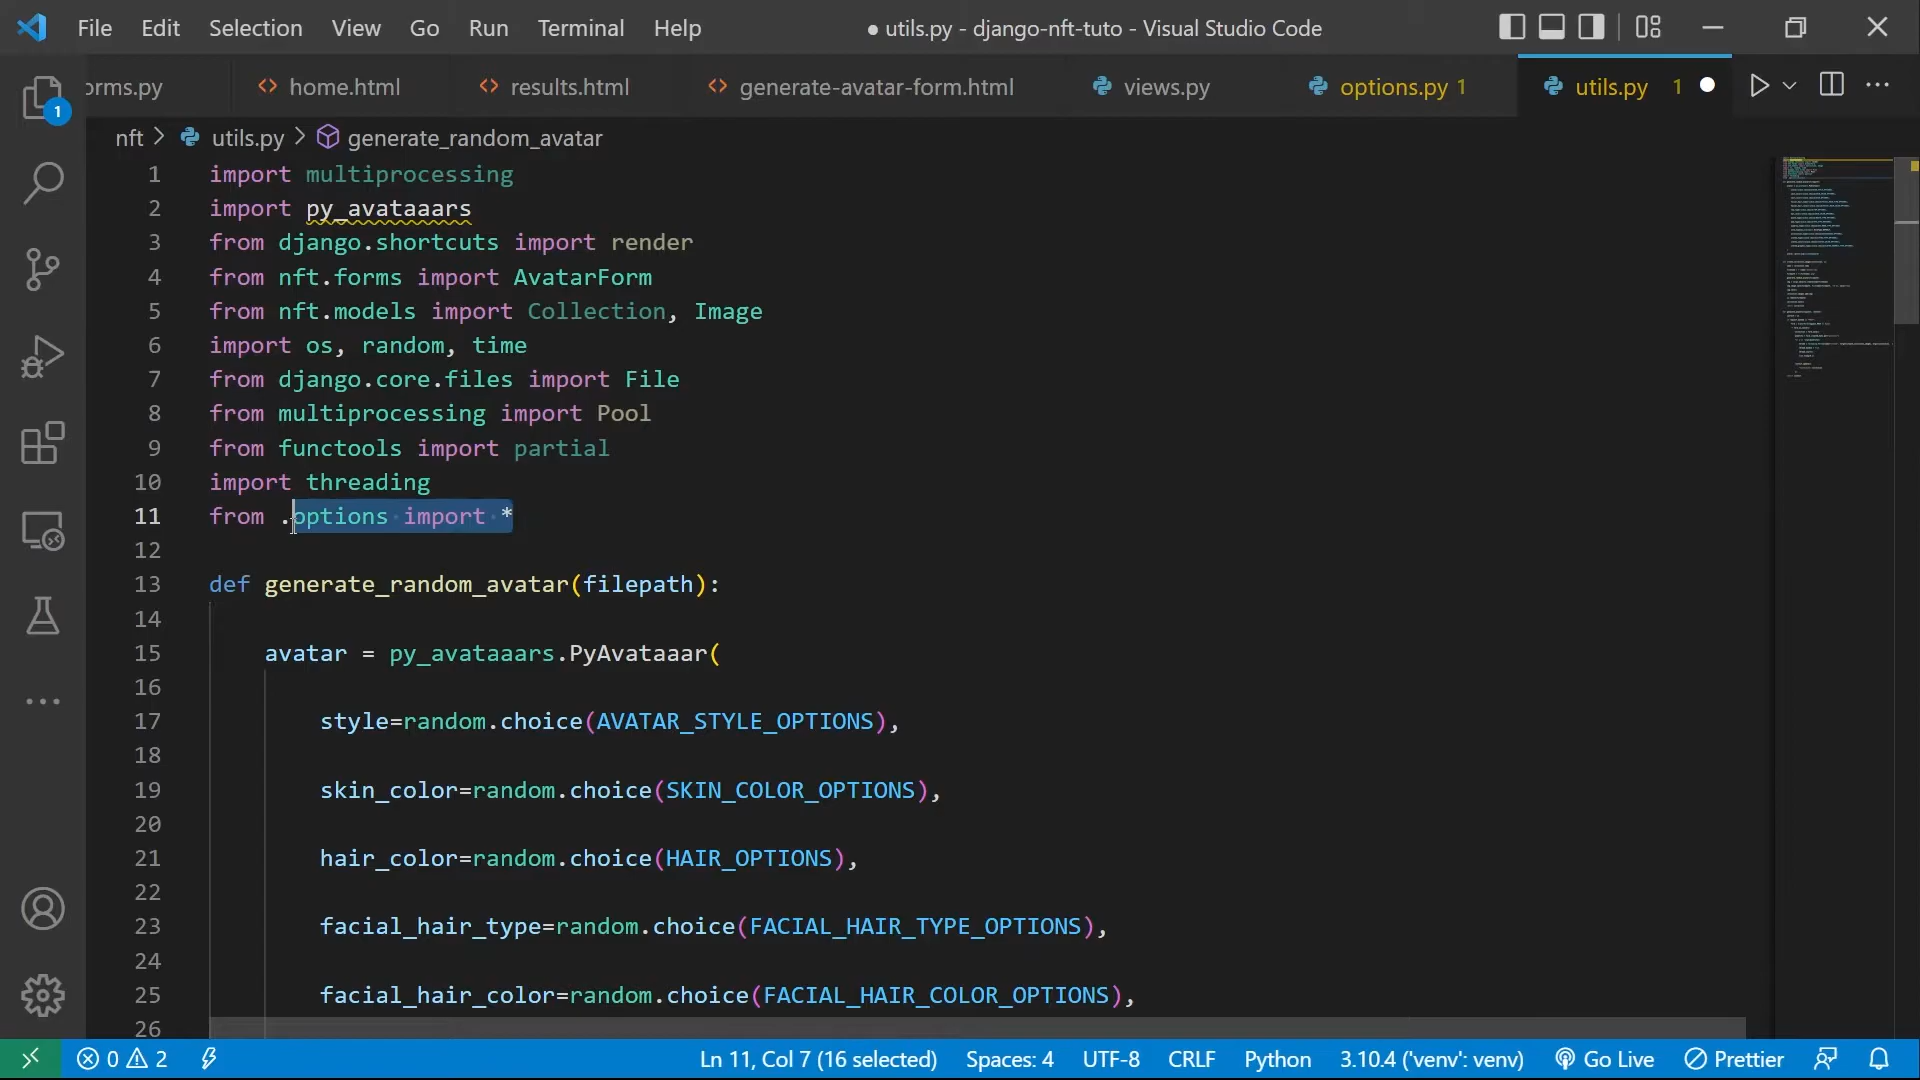 File Edit Selection View Go Run Terminal Help ● utils.py - django-nft-tuto - Visual Studio Code
orms.py home.html results.html generate-avatar-form.html views.py options.py 1 utils.py 1
1
nft > utils.py > generate_random_avatar
1 import multiprocessing
2 import py_avataaars
3 from django.shortcuts import render
4 from nft.forms import AvatarForm
5 from nft.models import Collection, Image
6 import os, random, time
7 from django.core.files import File
8 from multiprocessing import Pool
9 from functools import partial
10 import threading
11 from .options import *
12
13 def generate_random_avatar(filepath):
14
15 avatar = py_avataaars.PyAvataaar(
16
17 style=random.choice(AVATAR_STYLE_OPTIONS),
18
19 skin_color=random.choice(SKIN_COLOR_OPTIONS),
20
21 hair_color=random.choice(HAIR_OPTIONS),
22
23 facial_hair_type=random.choice(FACIAL_HAIR_TYPE_OPTIONS),
24
25 facial_hair_color=random.choice(FACIAL_HAIR_COLOR_OPTIONS),
26
0 2 Ln 11, Col 7 (16 selected) Spaces: 4 UTF-8 CRLF Python 3.10.4 ('venv': venv) Go Live Prettier